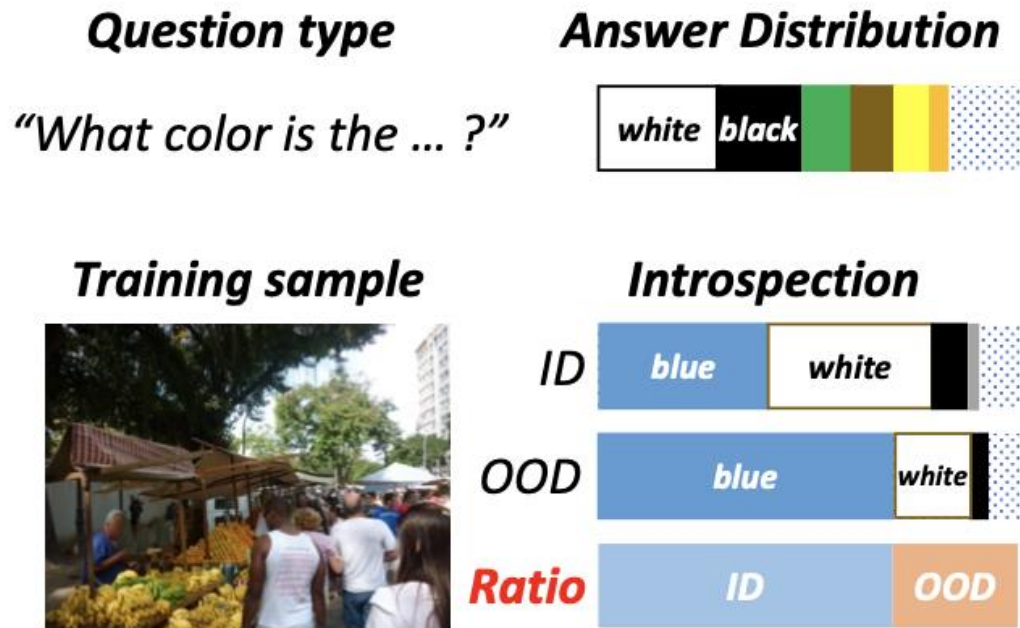 Question type
Answer Distribution
“What color is the ... ?”
white
black
Training sample
Introspection
ID
blue
white
OOD
blue
white
Ratio
ID
OOD